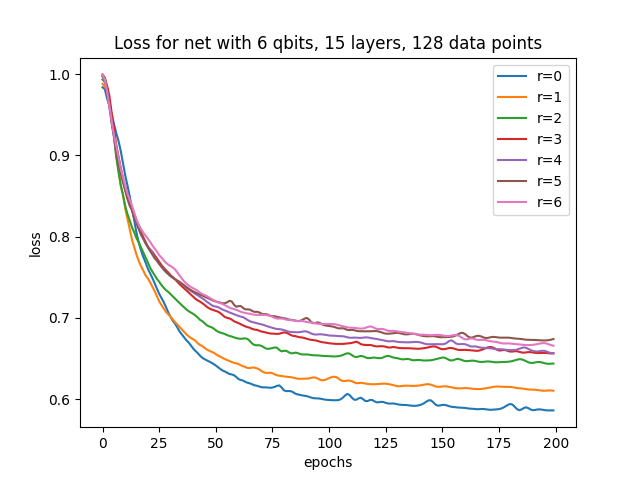 Loss for net with 6 qbits, 15 layers, 128 data points
1.0
0.9
0.8
0.7
0.6
loss
r=0
r=1
r=2
r=3
r=4
r=5
r=6
0 25 50 75 100 125 150 175 200
epochs